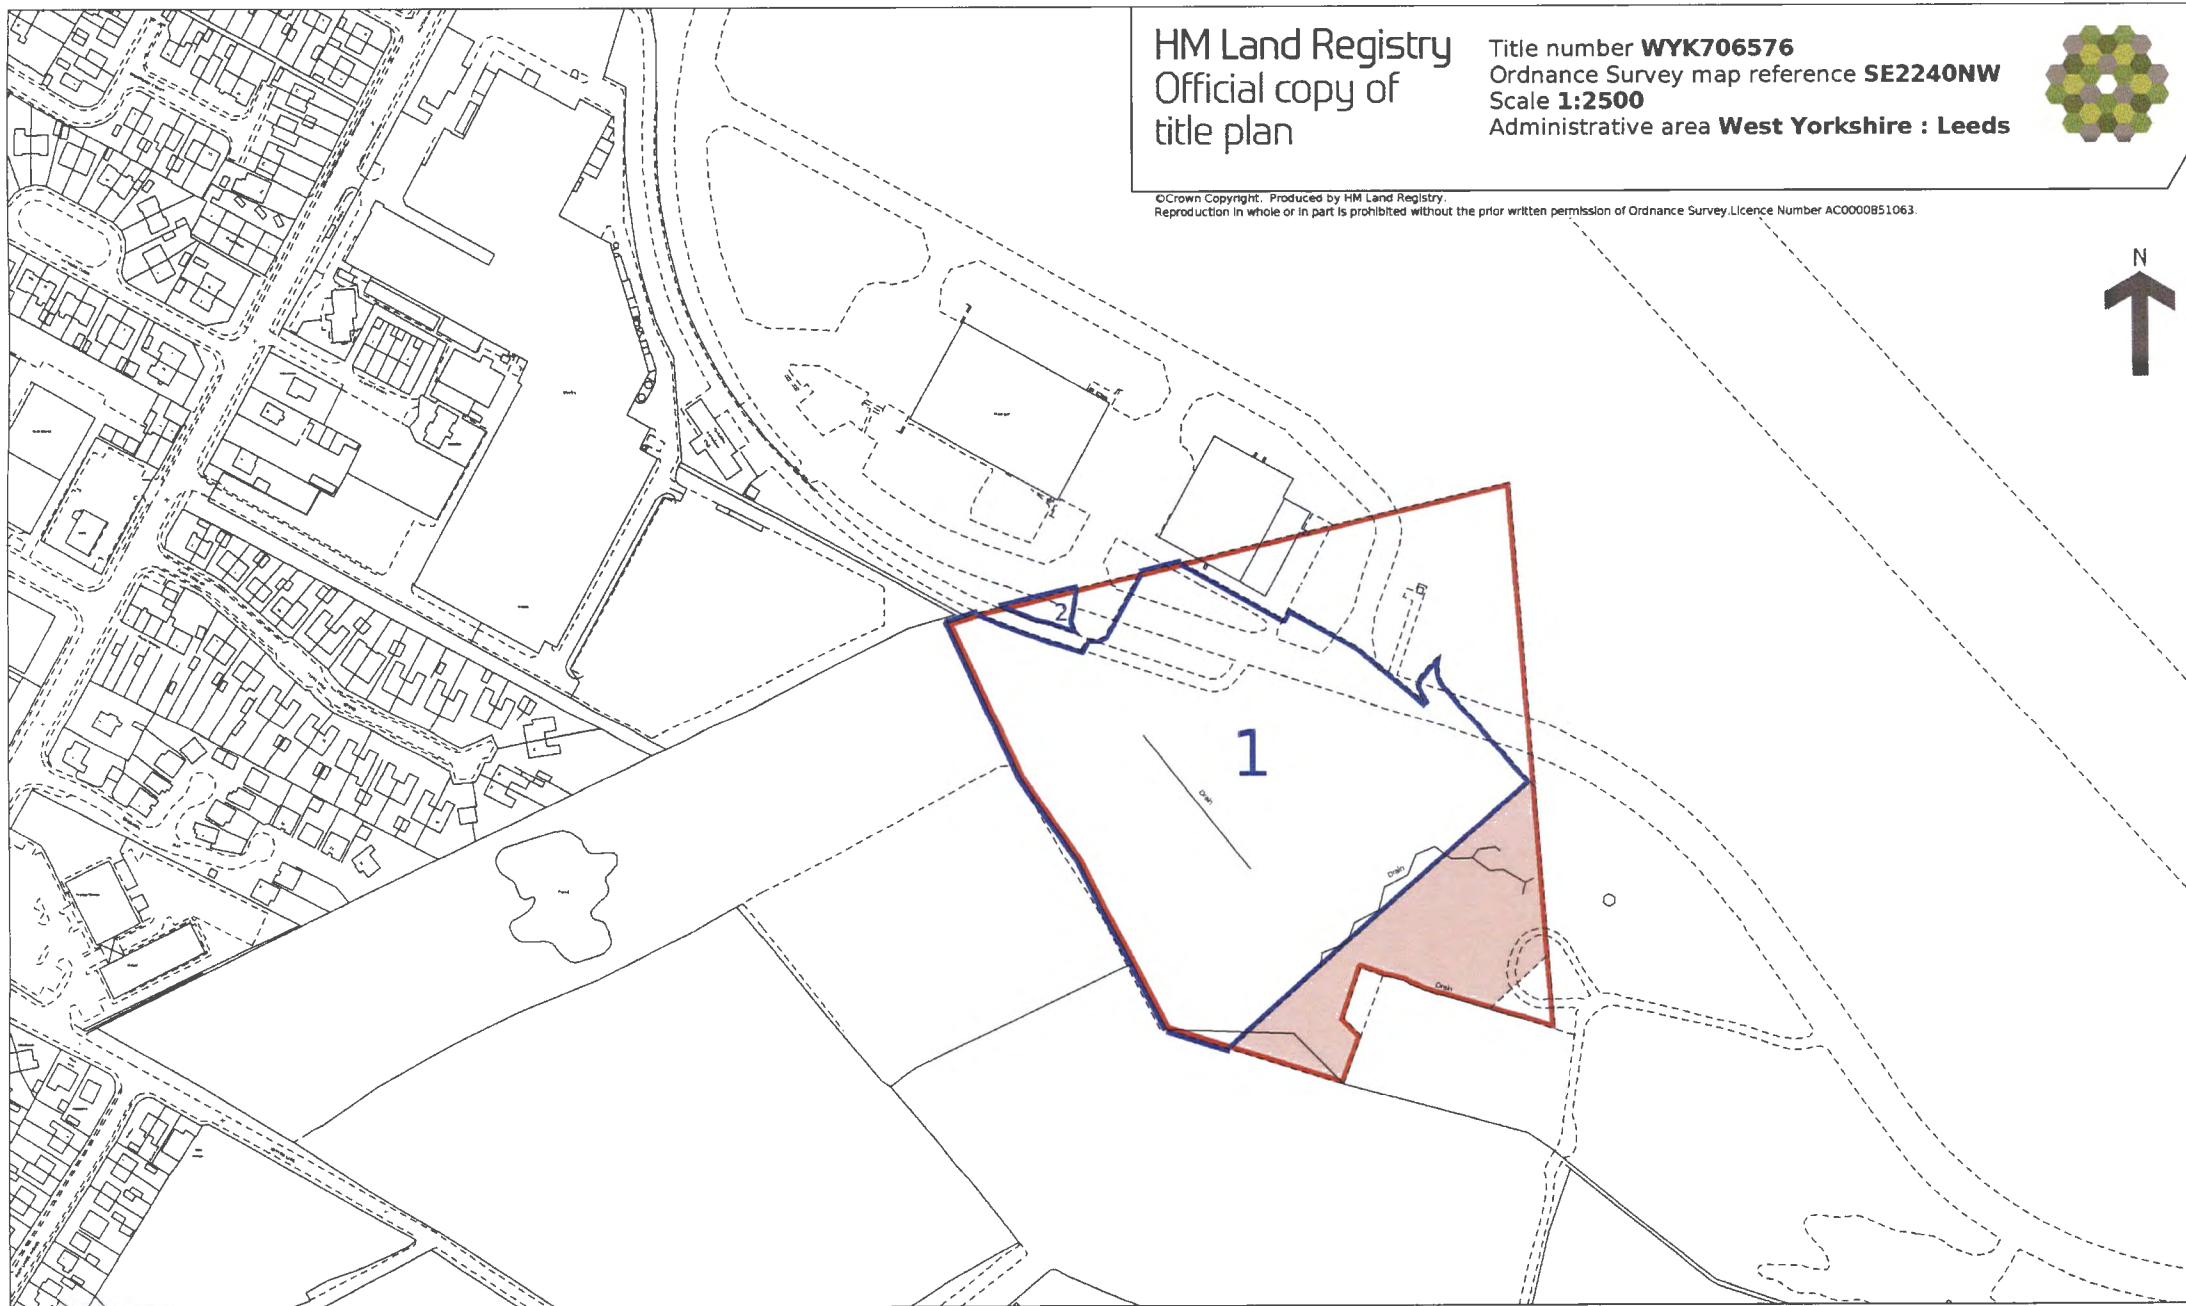 HM Land Registry
Official copy of
title plan
Title number WYK706576
Ordnance Survey map reference SE2240NW
Scale 1:2500
Administrative area West Yorkshire : Leeds
©Crown Copyright. Produced by HM Land Registry.
Reproduction in whole or in part is prohibited without the prior written permission of Ordnance Survey.Licence Number AC0000851063.
N
2
1
Drain
Drain
Drain